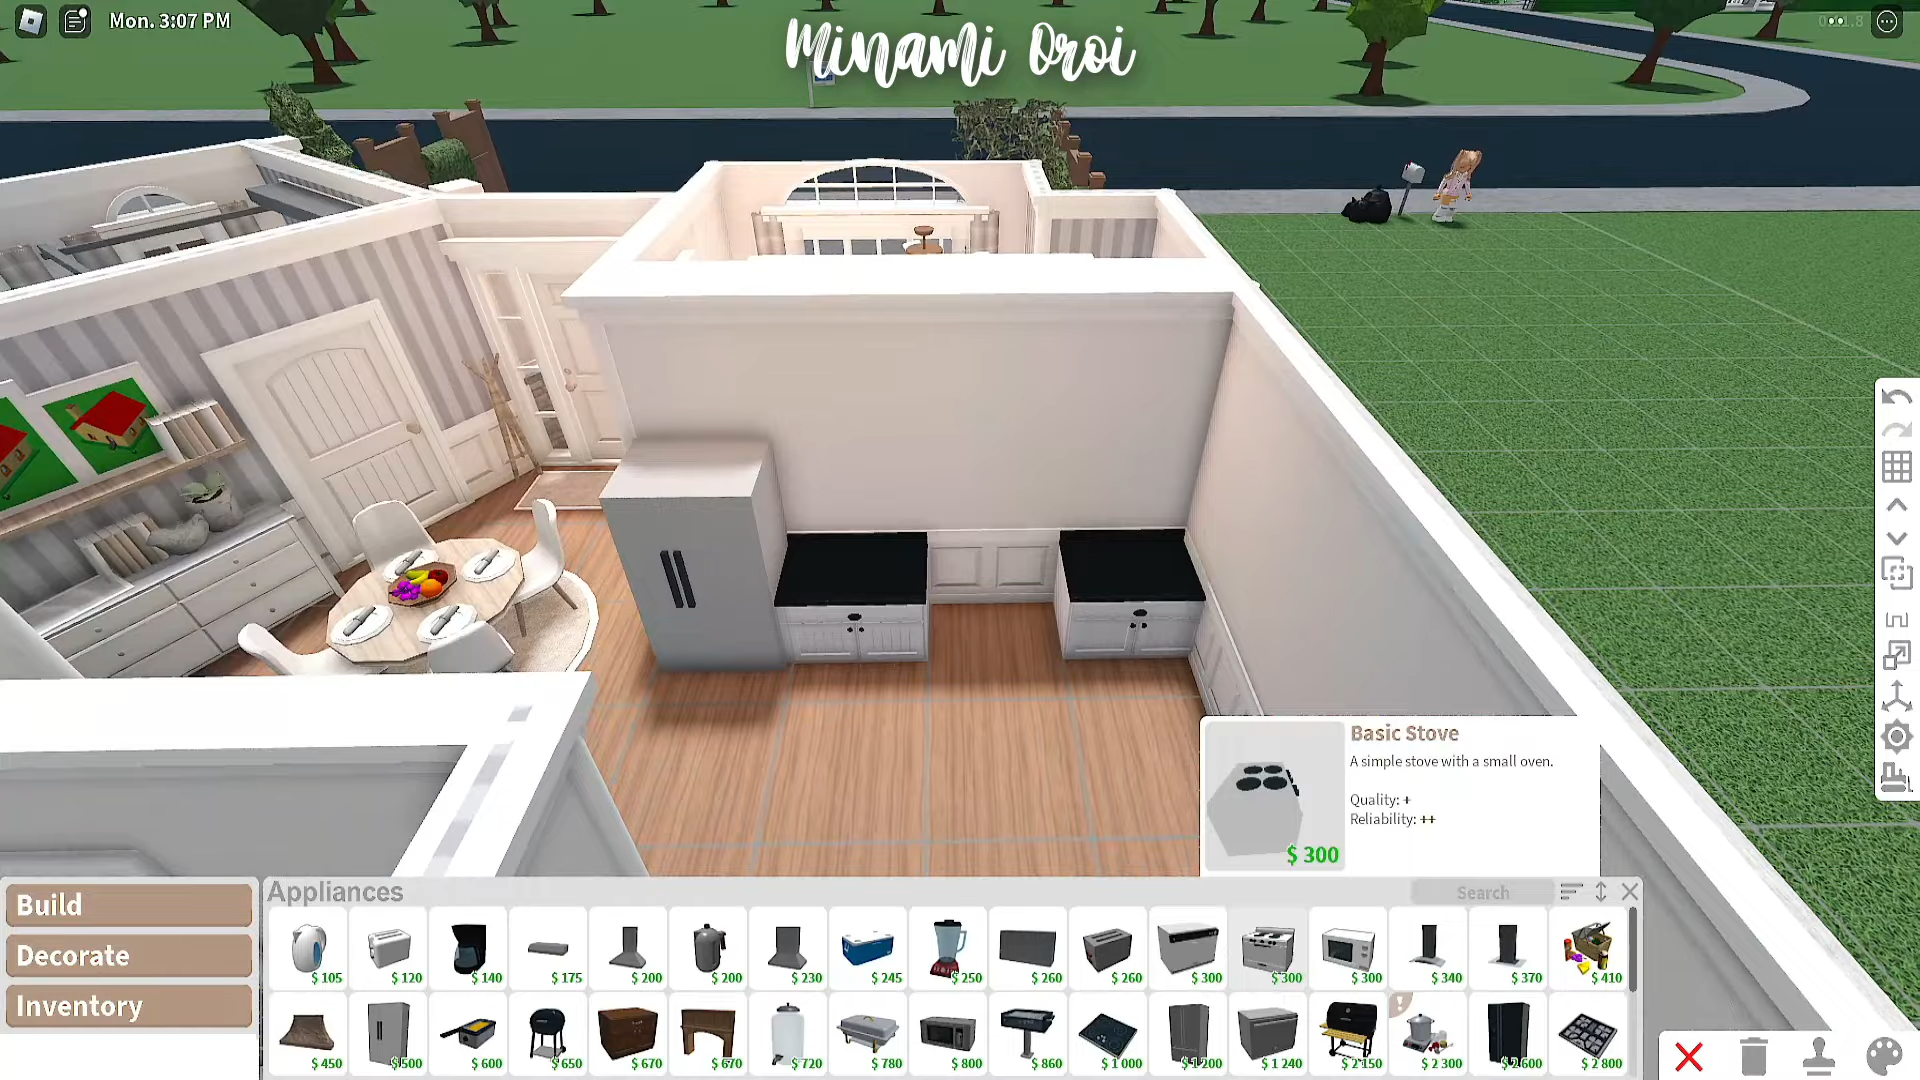 Mon. 3:07 PM
Minami Oroi
Basic Stove
A simple stove with a small oven.
Quality: +
Reliability: ++
$ 300
Build
Decorate
Inventory
Appliances
Search
$ 105
$ 120
$ 140
$ 175
$ 200
$ 200
$ 230
$ 245
$ 250
$ 260
$ 260
$ 300
$ 300
$ 300
$ 340
$ 370
$ 410
$ 450
$ 500
$ 600
$ 650
$ 670
$ 670
$ 720
$ 780
$ 800
$ 860
$ 1 000
$ 1 200
$ 1 240
$ 2 150
$ 2 300
$ 2 600
$ 2 800